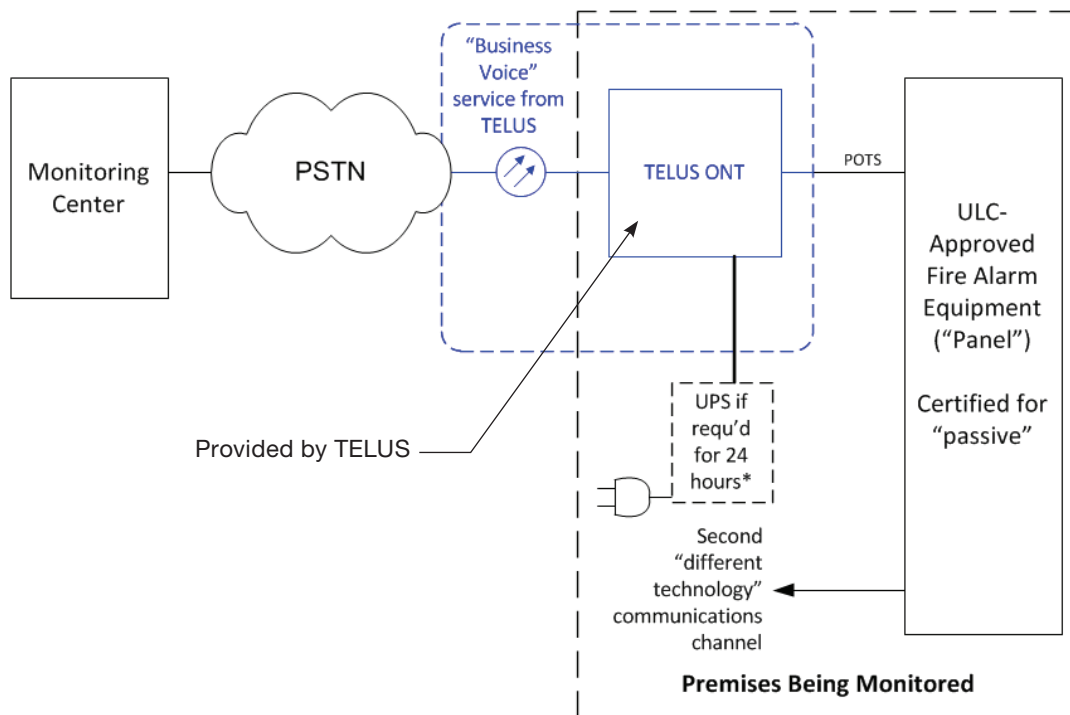 Monitoring
Center
PSTN
“Business
Voice”
service from
TELUS
TELUS ONT
POTS
ULC-
Approved
Fire Alarm
Equipment
(“Panel”)
Certified for
“passive”
Provided by TELUS
UPS if
requ’d
for 24
hours*
Second
“different
technology”
communications
channel
Premises Being Monitored